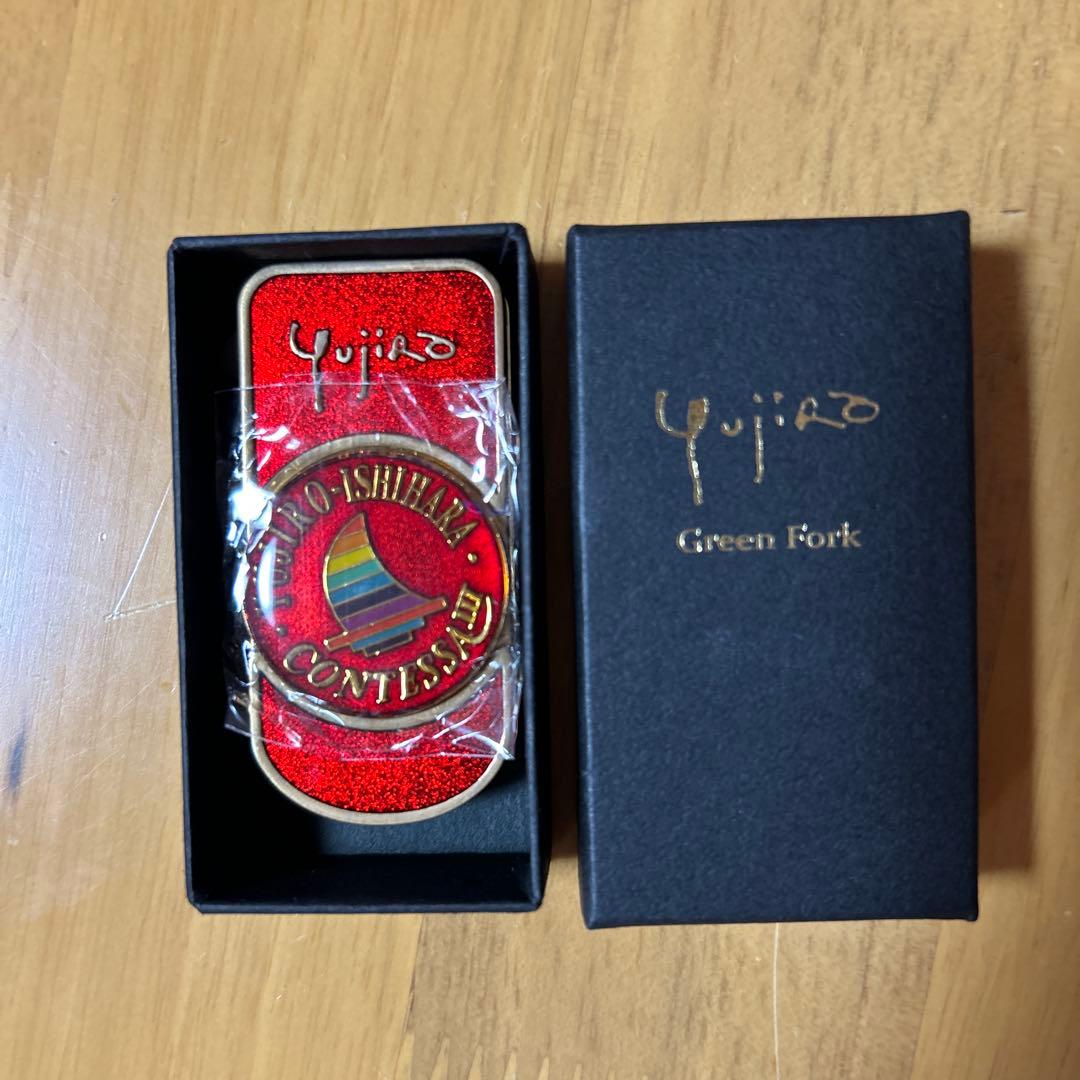 Yujiro
YUJIRO-ISHIHARA
CONTESSA III
Yujiro
Green Fork